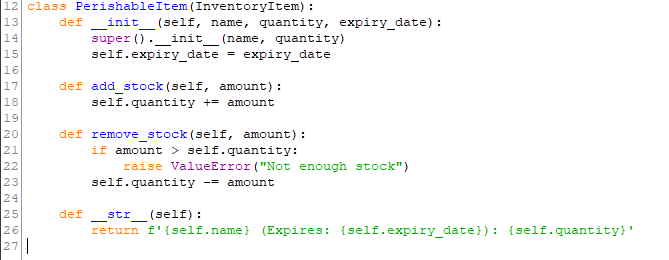 12 class PerishableItem(InventoryItem):
13     def __init__(self, name, quantity, expiry_date):
14         super().__init__(name, quantity)
15         self.expiry_date = expiry_date
16
17     def add_stock(self, amount):
18         self.quantity += amount
19
20     def remove_stock(self, amount):
21         if amount > self.quantity:
22             raise ValueError("Not enough stock")
23         self.quantity -= amount
24
25     def __str__(self):
26         return f'{self.name} (Expires: {self.expiry_date}): {self.quantity}'
27